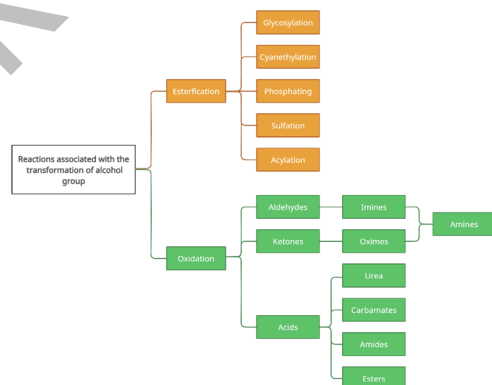 Glycosylation
Cyanethylation
Esterfication
Phosphating
Sulfation
Acylation
Reactions associated with the
transformation of alcohol
group
Aldehydes
Imines
Amines
Ketones
Oximes
Oxidation
Urea
Carbamates
Acids
Amides
Esters